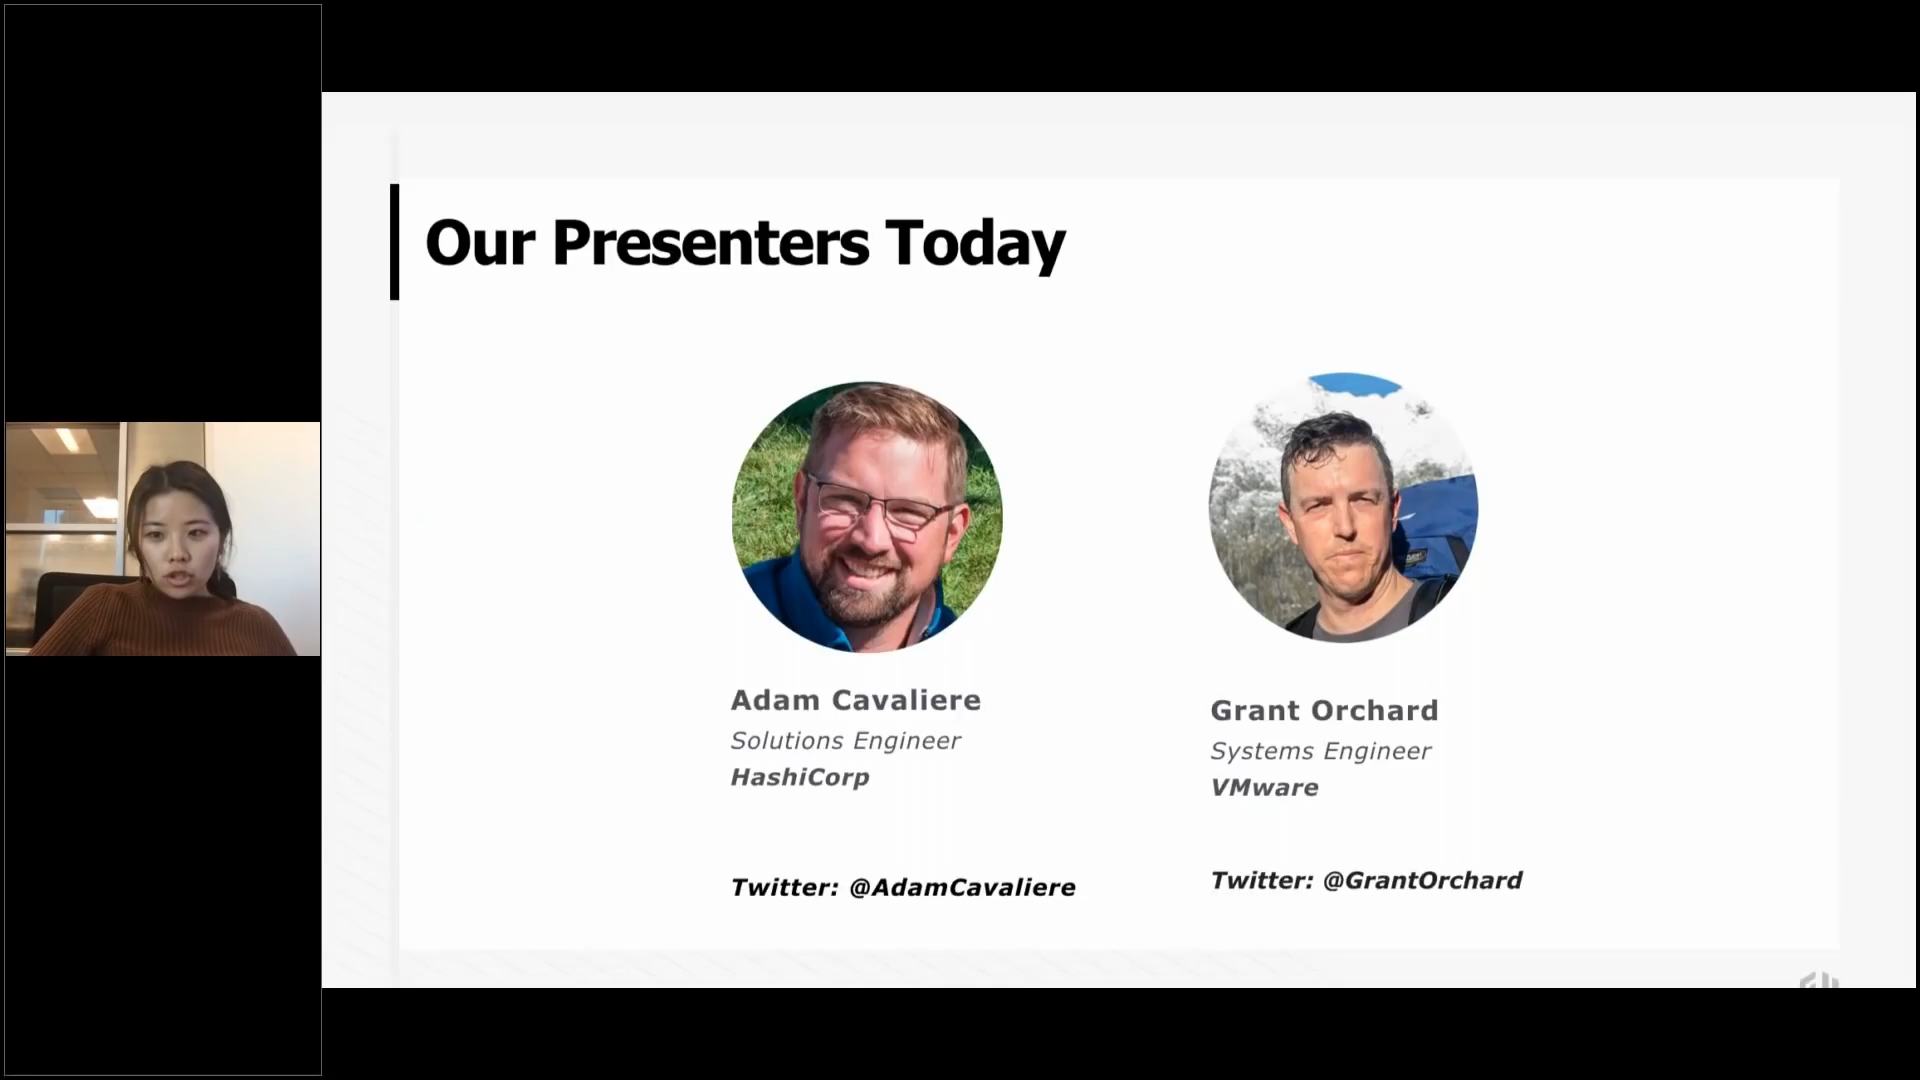 Our Presenters Today
Adam Cavaliere
Solutions Engineer
HashiCorp
Twitter: @AdamCavaliere
Grant Orchard
Systems Engineer
VMware
Twitter: @GrantOrchard